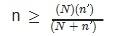 n ≥ (N)(n')/(N + n')